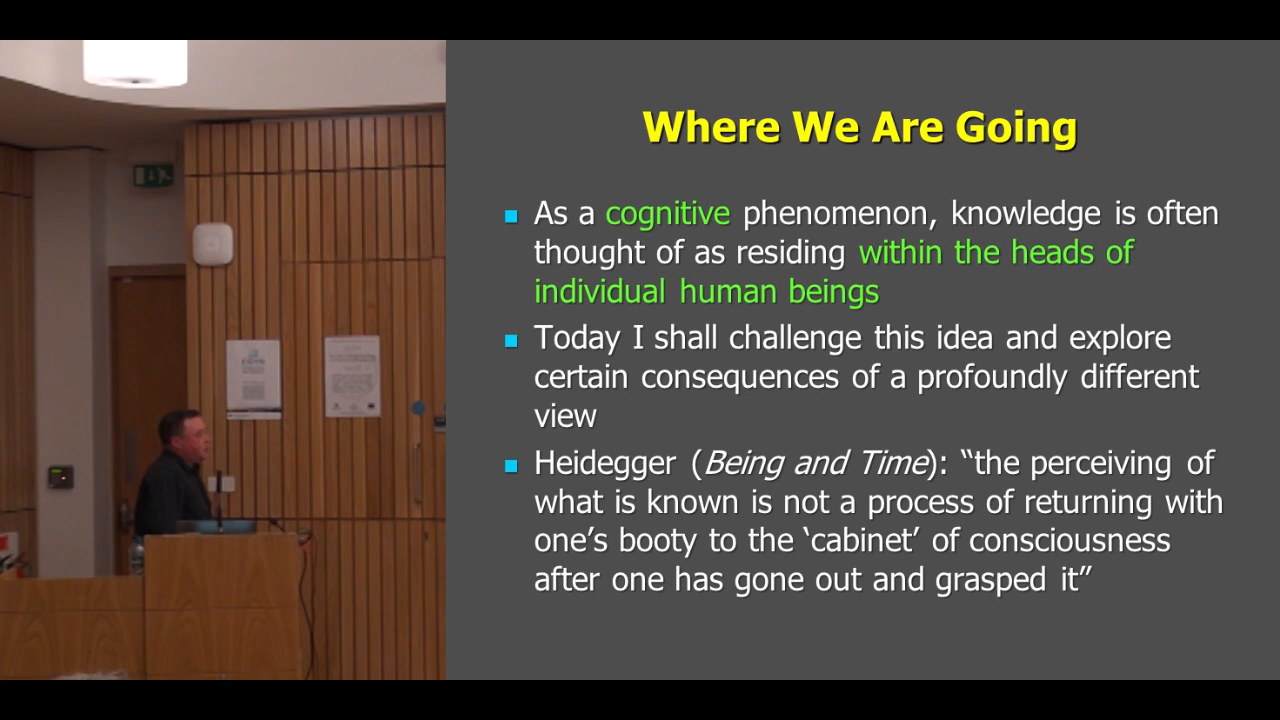 Where We Are Going
As a cognitive phenomenon, knowledge is often
thought of as residing within the heads of
individual human beings
Today I shall challenge this idea and explore
certain consequences of a profoundly different
view
Heidegger (Being and Time): “the perceiving of
what is known is not a process of returning with
one’s booty to the ‘cabinet’ of consciousness
after one has gone out and grasped it”